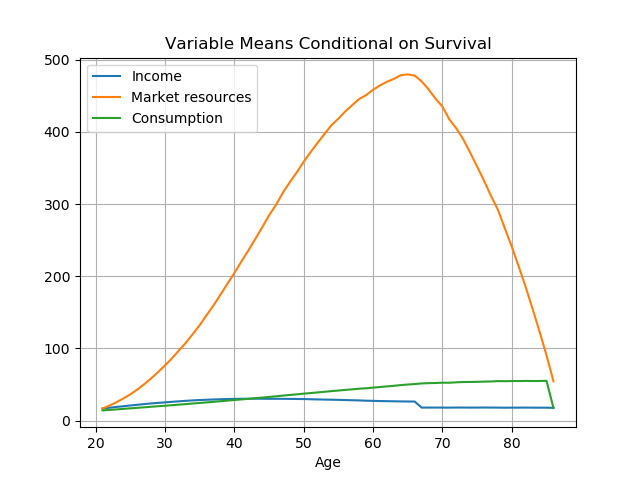 Variable Means Conditional on Survival
500
400
300
200
100
0
Income
Market resources
Consumption
20 30 40 50 60 70 80
Age